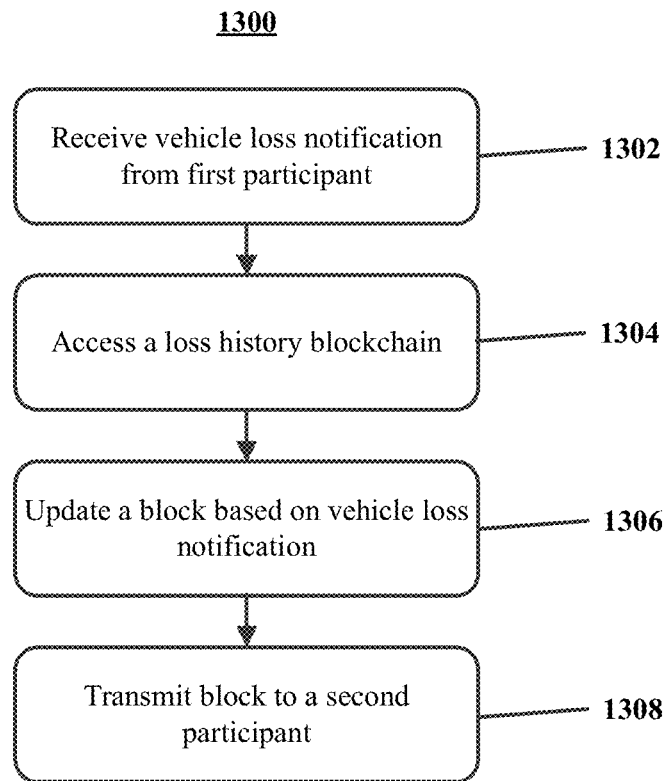 1300
Receive vehicle loss notification
from first participant
1302
Access a loss history blockchain
1304
Update a block based on vehicle loss
notification
1306
Transmit block to a second
participant
1308